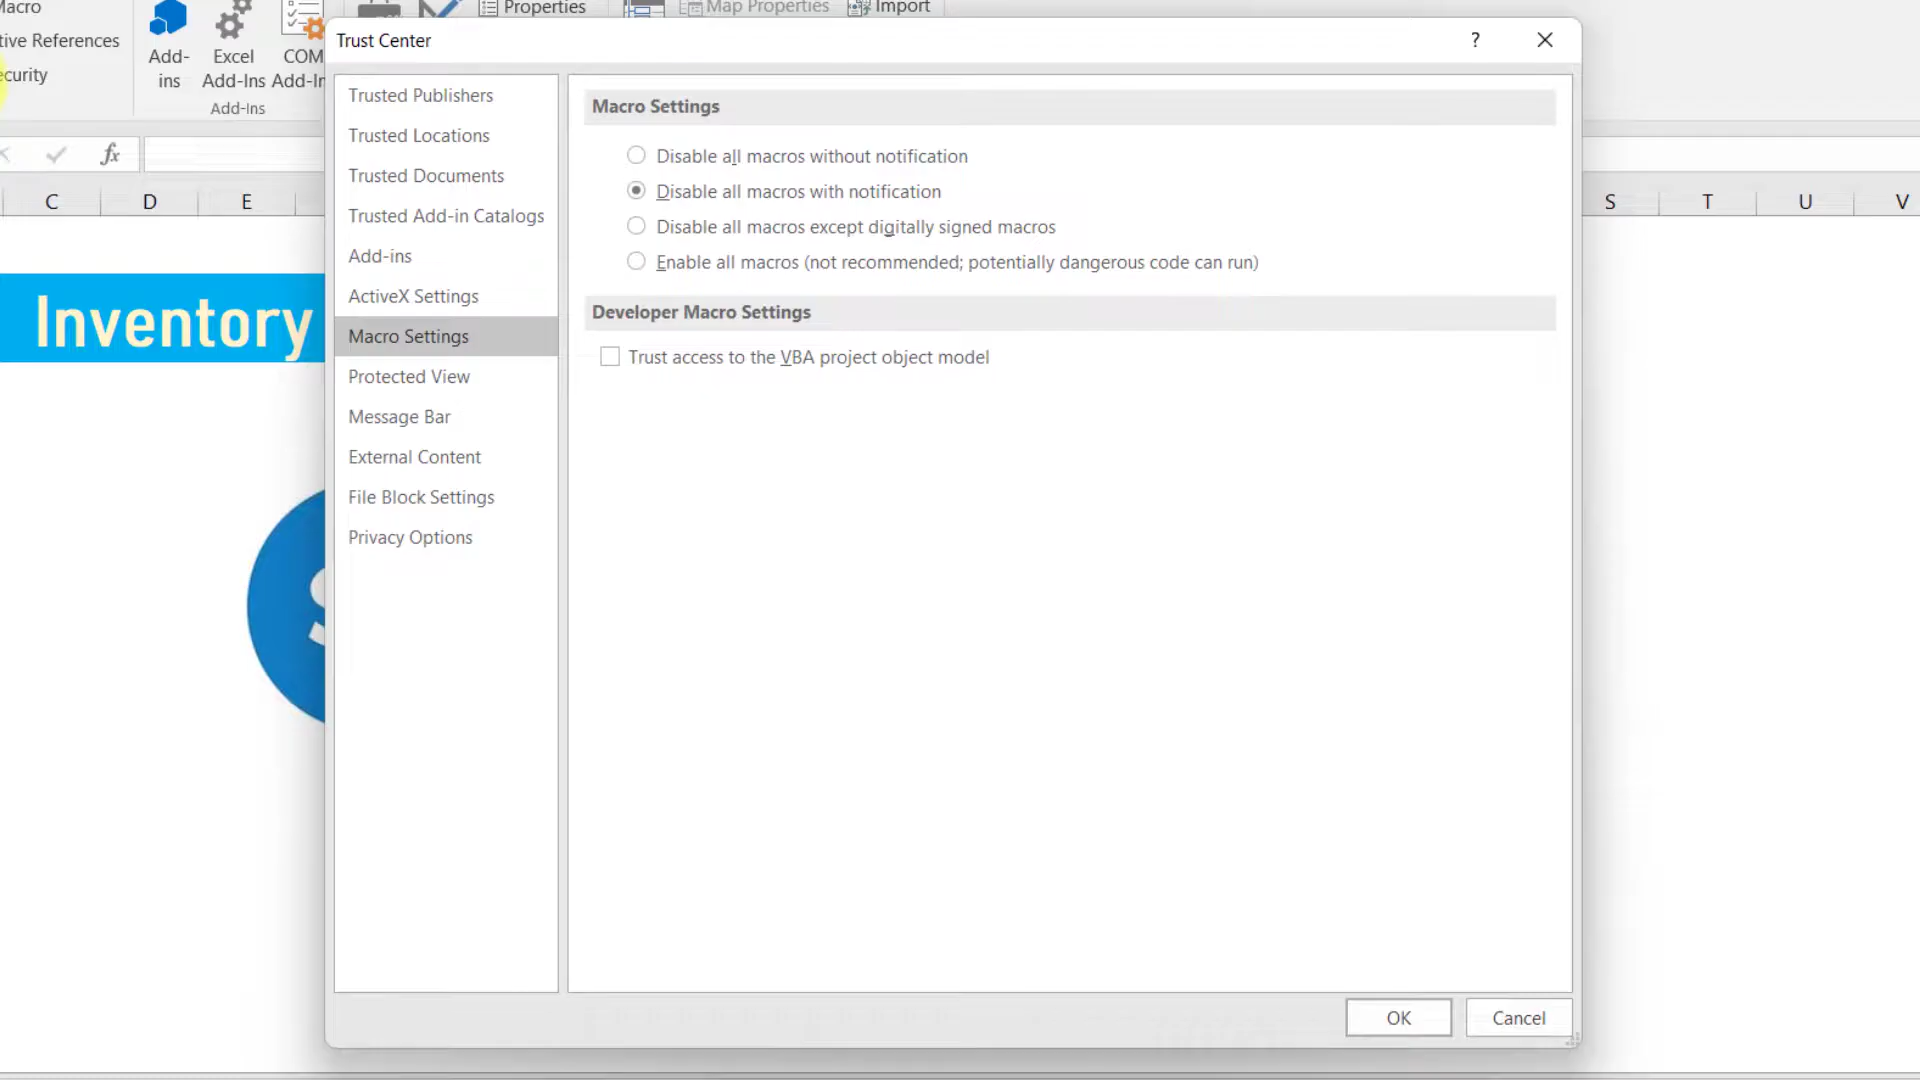 Macro
Properties
Map Properties
Import
tive References
ecurity
Add-
ins
Excel
Add-Ins
COM
Add-In
Add-Ins
fx
C D E S T U V
Inventory
Trust Center
?
Trusted Publishers
Trusted Locations
Trusted Documents
Trusted Add-in Catalogs
Add-ins
ActiveX Settings
Macro Settings
Protected View
Message Bar
External Content
File Block Settings
Privacy Options
Macro Settings
Disable all macros without notification
Disable all macros with notification
Disable all macros except digitally signed macros
Enable all macros (not recommended; potentially dangerous code can run)
Developer Macro Settings
Trust access to the VBA project object model
OK
Cancel